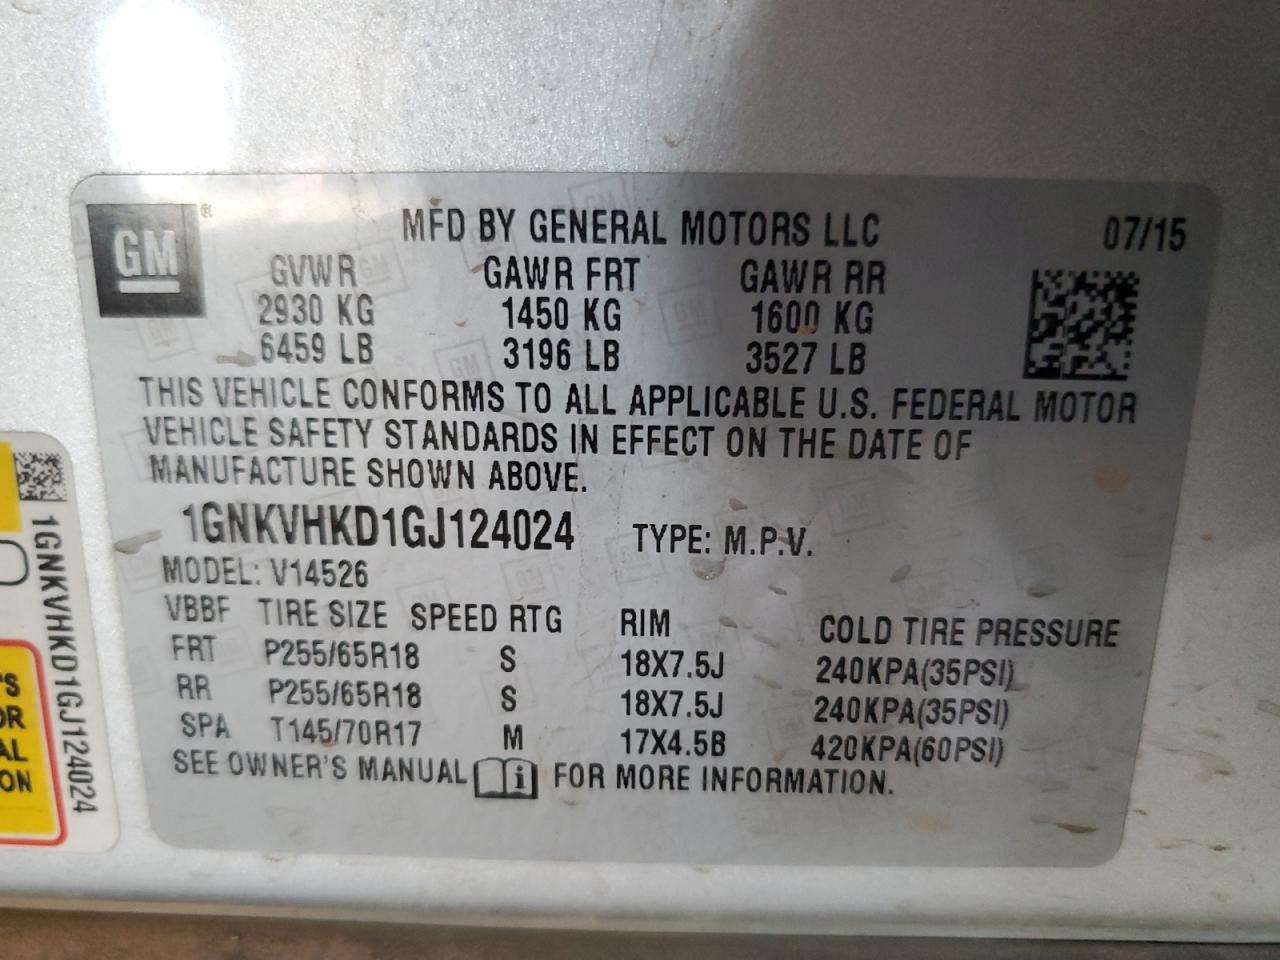 GM
MFD BY GENERAL MOTORS LLC 07/15
GVWR GAWR FRT GAWR RR
2930 KG 1450 KG 1600 KG
6459 LB 3196 LB 3527 LB
THIS VEHICLE CONFORMS TO ALL APPLICABLE U.S. FEDERAL MOTOR
VEHICLE SAFETY STANDARDS IN EFFECT ON THE DATE OF
MANUFACTURE SHOWN ABOVE.
1GNKVHKD1GJ124024 TYPE: M.P.V.
MODEL: V14526
VBBF TIRE SIZE SPEED RTG RIM COLD TIRE PRESSURE
FRT P255/65R18 S 18X7.5J 240KPA(35PSI)
RR P255/65R18 S 18X7.5J 240KPA(35PSI)
SPA T145/70R17 M 17X4.5B 420KPA(60PSI)
SEE OWNER'S MANUAL i FOR MORE INFORMATION.
1GNKVHKD1GJ124024
'S
OR
AL
ON